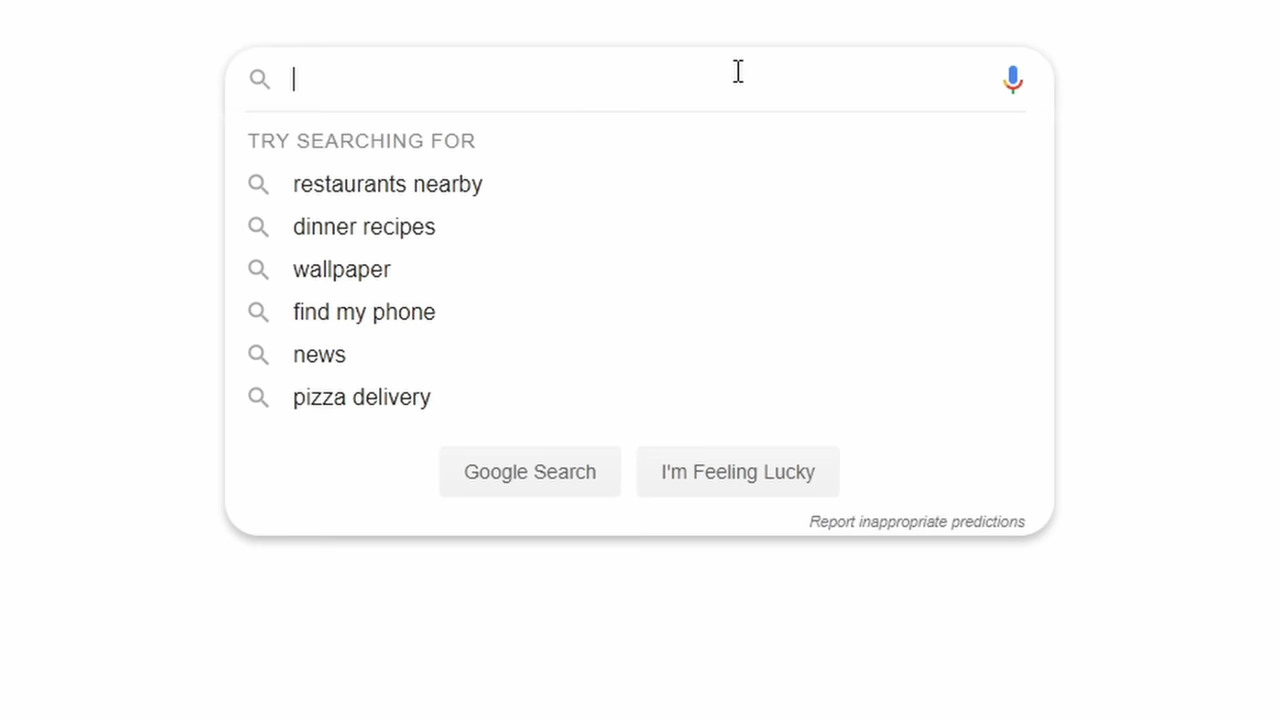 TRY SEARCHING FOR
restaurants nearby
dinner recipes
wallpaper
find my phone
news
pizza delivery
Google Search I'm Feeling Lucky
Report inappropriate predictions